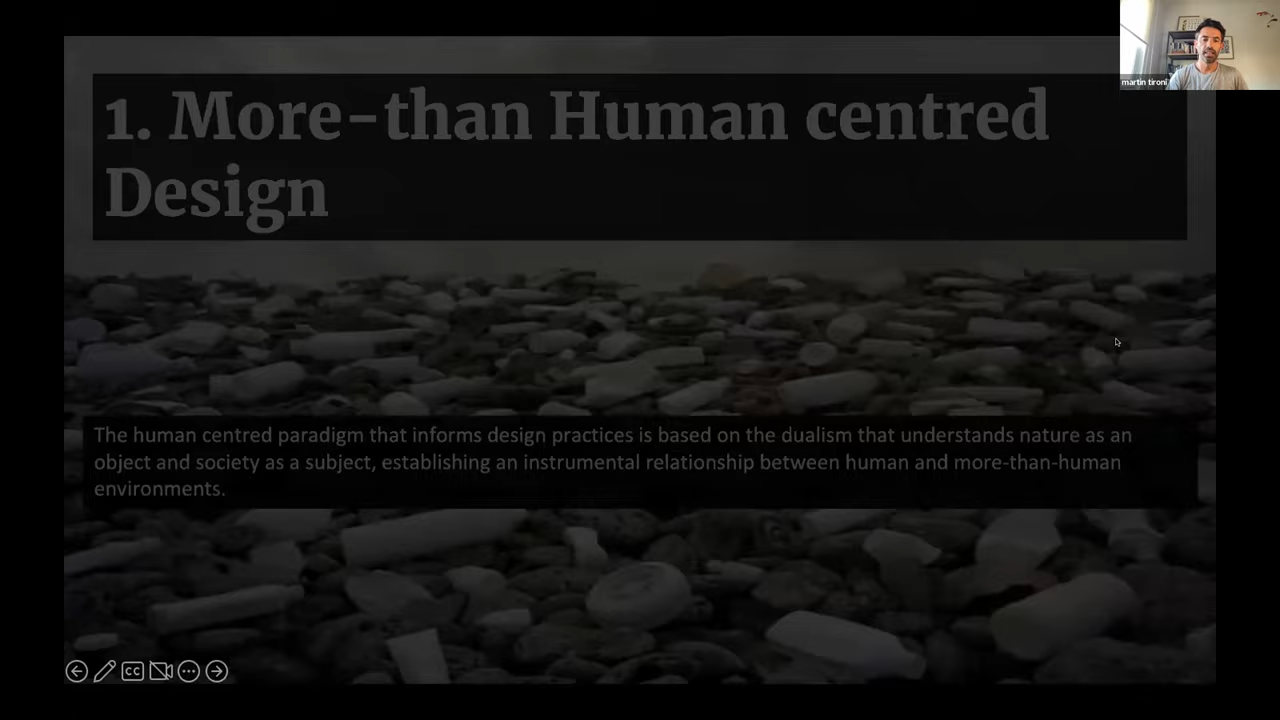 1. More-than Human centred
Design
martin tironi
The human centred paradigm that informs design practices is based on the dualism that understands nature as an
object and society as a subject, establishing an instrumental relationship between human and more-than-human
environments.
CC